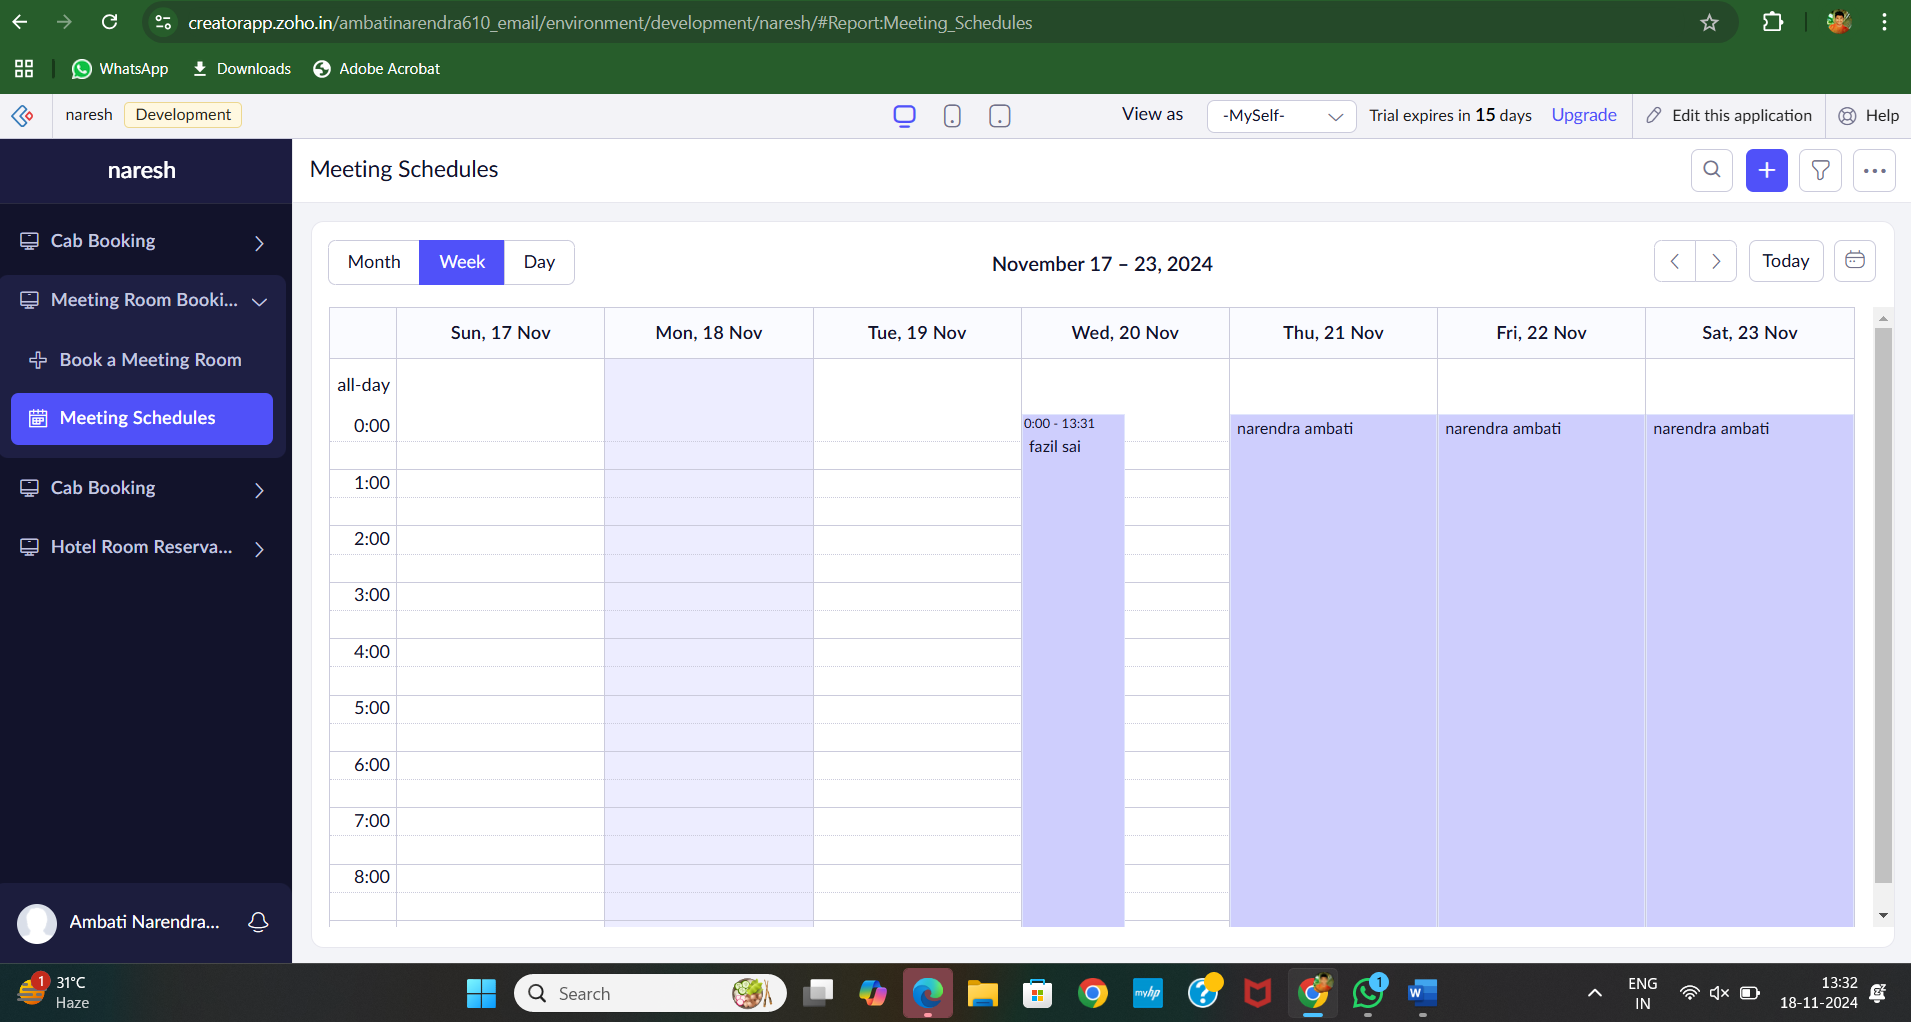 creatorapp.zoho.in/ambatinarendra610_email/environment/development/naresh/#Report:Meeting_Schedules
WhatsApp Downloads Adobe Acrobat
naresh Development View as -MySelf- Trial expires in 15 days Upgrade Edit this application Help
naresh
Cab Booking
Meeting Room Booki...
Book a Meeting Room
Meeting Schedules
Cab Booking
Hotel Room Reserva...
Ambati Narendra...
Meeting Schedules
Month Week Day
November 17 – 23, 2024
Today
Sun, 17 Nov Mon, 18 Nov Tue, 19 Nov Wed, 20 Nov Thu, 21 Nov Fri, 22 Nov Sat, 23 Nov
all-day
0:00
0:00 - 13:31
fazil sai
narendra ambati narendra ambati narendra ambati
1:00
2:00
3:00
4:00
5:00
6:00
7:00
8:00
1
31°C
Haze
Search
myhp
1
ENG
IN
13:32
18-11-2024